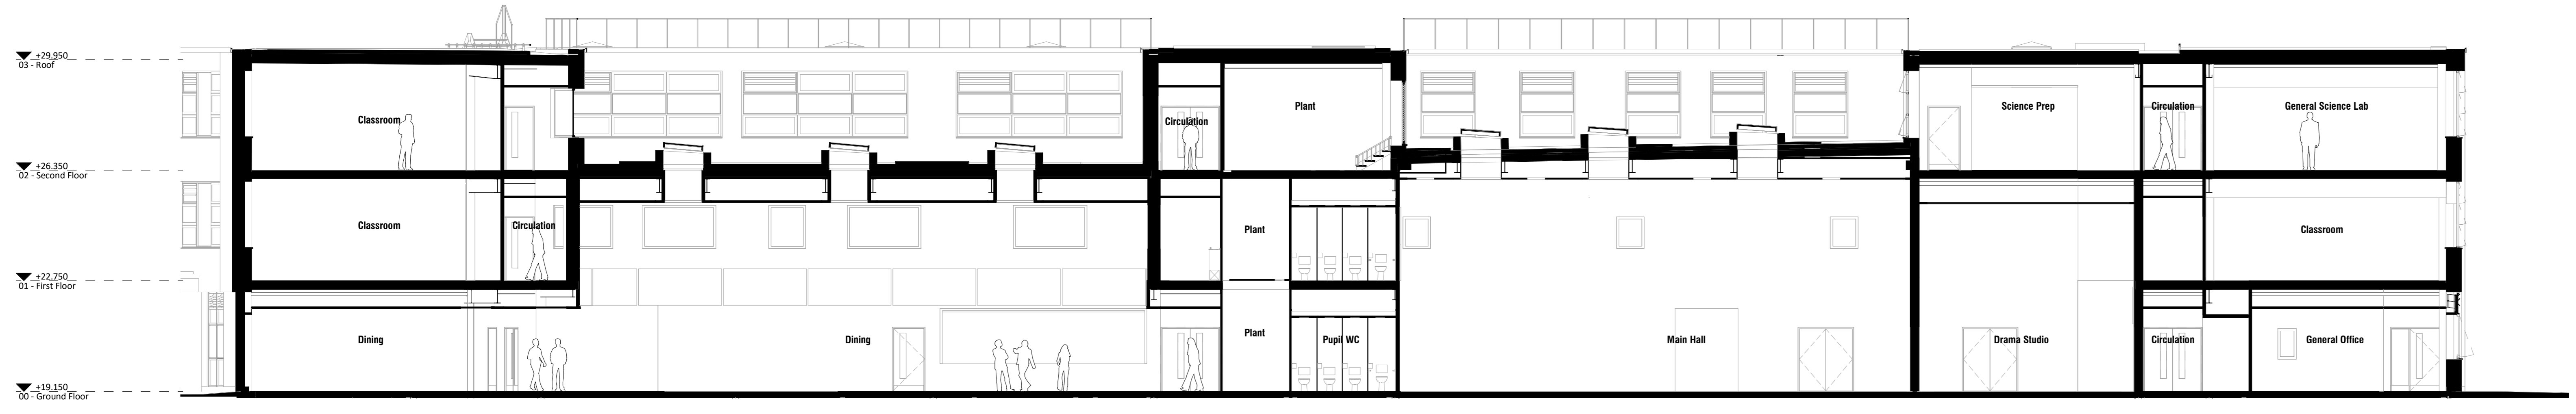 +29.950
03 - Roof
Classroom
Circulation
Plant
Science Prep
Circulation
General Science Lab
+26.350
02 - Second Floor
Classroom
Circulation
Plant
Classroom
+22.750
01 - First Floor
Dining
Dining
Plant
Pupil WC
Main Hall
Drama Studio
Circulation
General Office
+19.150
00 - Ground Floor